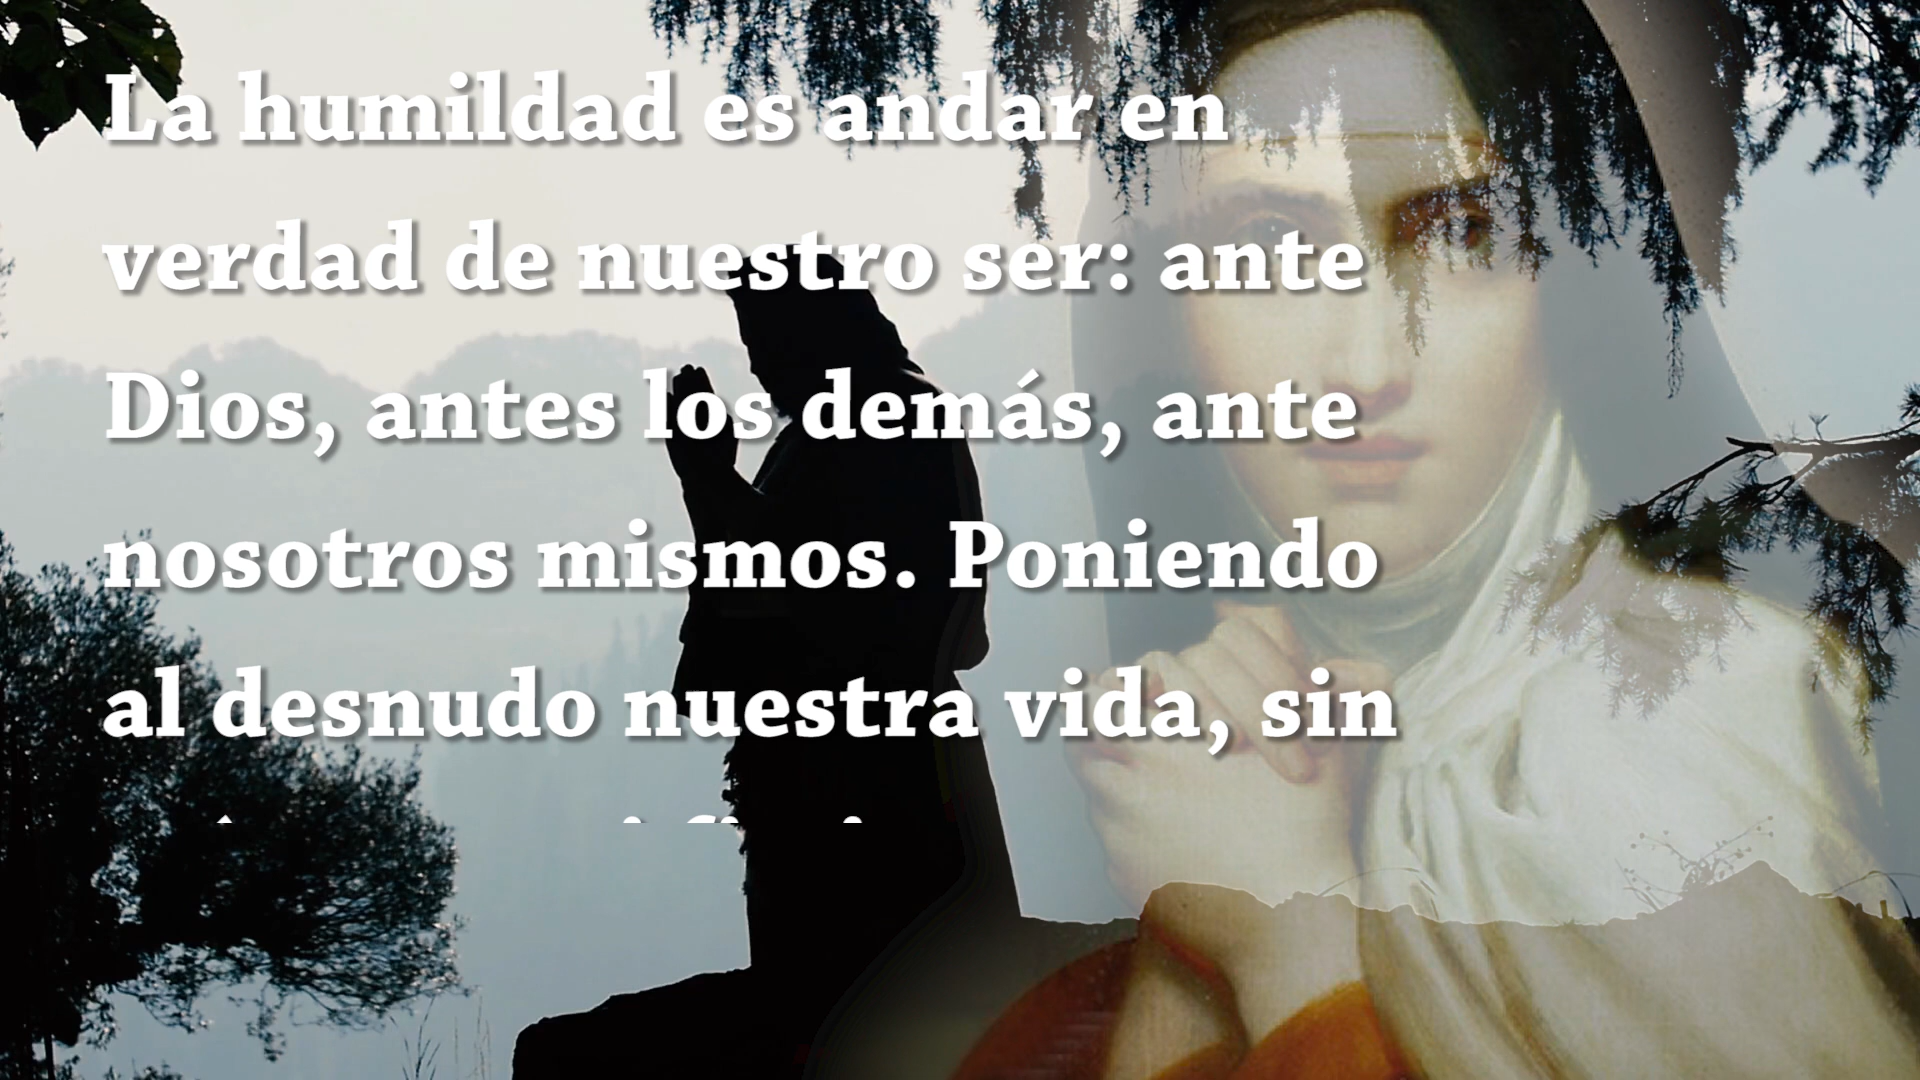 La humildad es andar en
verdad de nuestro ser: ante
Dios, antes los demás, ante
nosotros mismos. Poniendo
al desnudo nuestra vida, sin